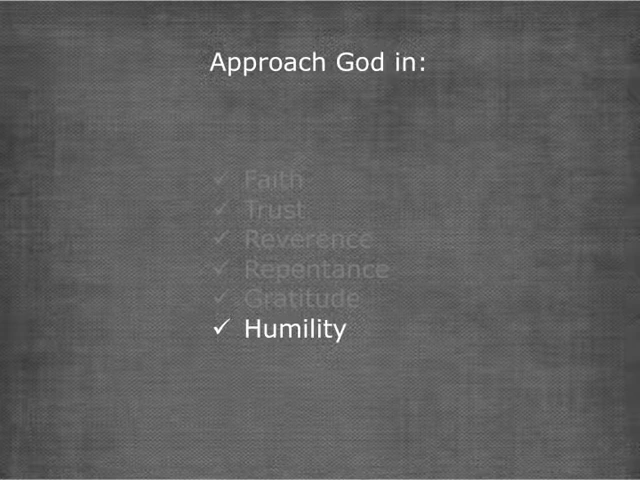 Approach God in:
✓ Faith
✓ Trust
✓ Reverence
✓ Repentance
✓ Gratitude
✓ Humility